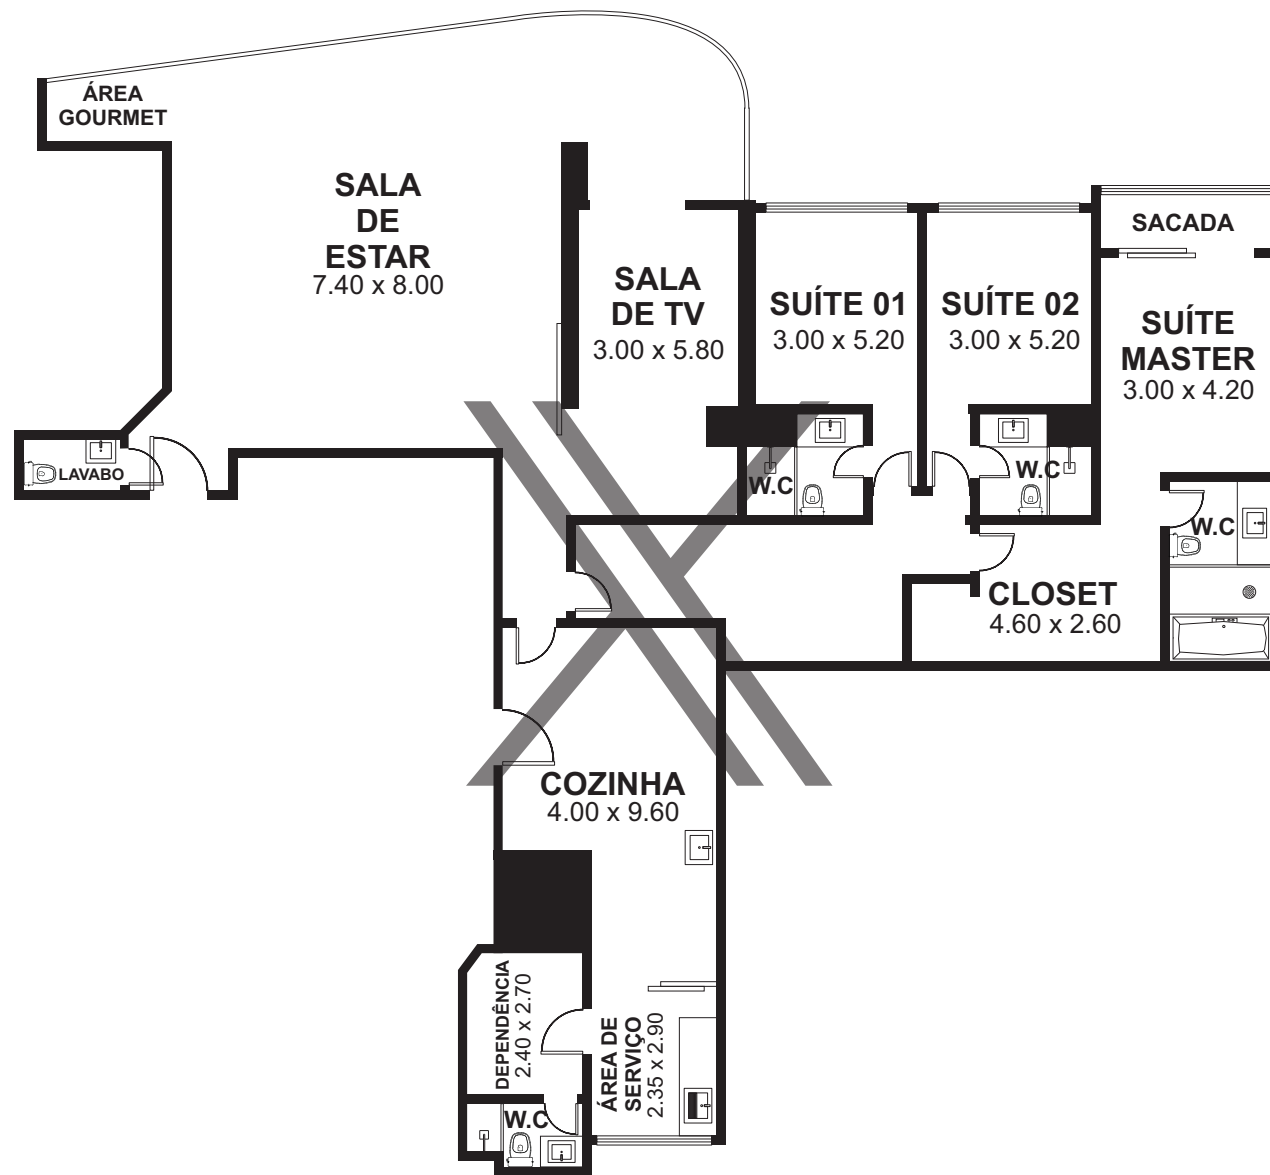 ÁREA
GOURMET
SALA
DE
ESTAR
7.40 x 8.00
SALA
DE TV
3.00 x 5.80
SUÍTE 01
3.00 x 5.20
SUÍTE 02
3.00 x 5.20
SACADA
SUÍTE
MASTER
3.00 x 4.20
LAVABO
W.C
W.C
W.C
CLOSET
4.60 x 2.60
COZINHA
4.00 x 9.60
DEPENDÊNCIA
2.40 x 2.70
ÁREA DE
SERVIÇO
2.35 x 2.90
W.C